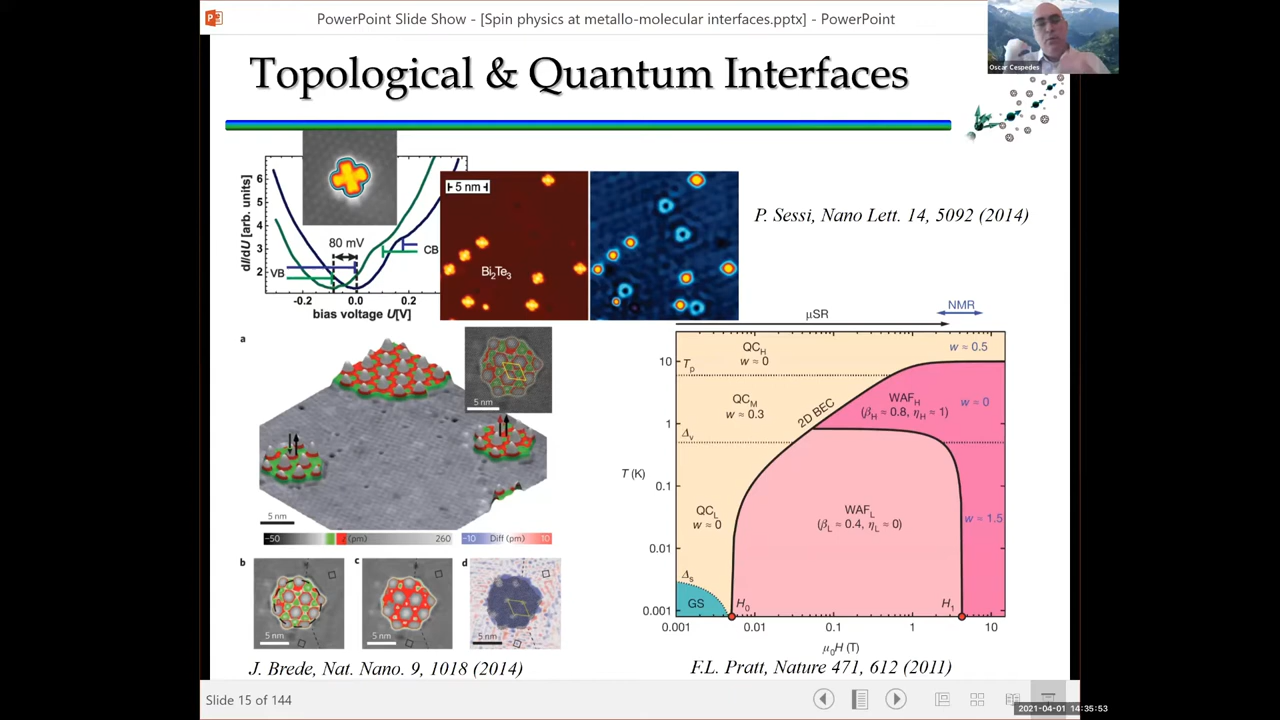 PowerPoint Slide Show - [Spin physics at metallo-molecular interfaces.pptx] - PowerPoint
Oscar Cespedes
Topological & Quantum Interfaces
dI/dU [arb. units]
6
5
4
3
2
80 mV
VB
CB
-0.2 0.0 0.2
bias voltage U[V]
5 nm
Bi₂Te₃
P. Sessi, Nano Lett. 14, 5092 (2014)
a
5 nm
5 nm
-50 z (pm) 260
-10 Diff (pm) 10
b
5 nm
c
5 nm
d
5 nm
J. Brede, Nat. Nano. 9, 1018 (2014)
μSR
NMR
QC_H
w ≈ 0
w ≈ 0.5
T_p
QC_M
w ≈ 0.3
2D BEC
WAF_H
(β_H ≈ 0.8, η_H ≈ 1)
w ≈ 0
Δ_v
QC_L
w ≈ 0
WAF_L
(β_L ≈ 0.4, η_L ≈ 0)
w ≈ 1.5
Δ_s
GS
H₀
H₁
T (K)
10
1
0.1
0.01
0.001
0.001 0.01 0.1 1 10
μ₀H (T)
F.L. Pratt, Nature 471, 612 (2011)
Slide 15 of 144
2021-04-01 14:35:53